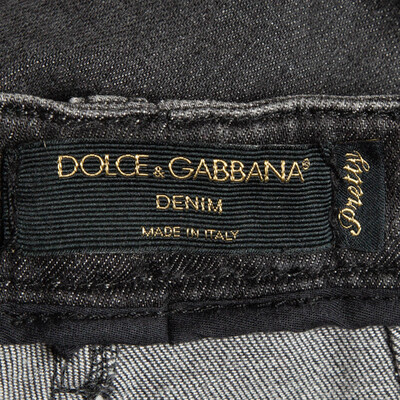 DOLCE & GABBANA®
DENIM
MADE IN ITALY
Pretty